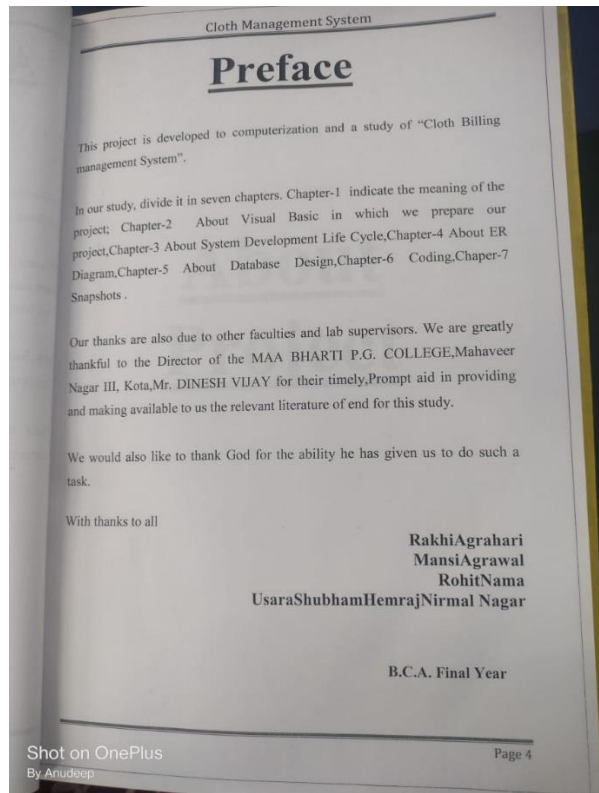 Cloth Management System
Preface
This project is developed to computerization and a study of “Cloth Billing
management System”.
In our study, divide it in seven chapters. Chapter-1 indicate the meaning of the
project; Chapter-2 About Visual Basic in which we prepare our
project,Chapter-3 About System Development Life Cycle,Chapter-4 About ER
Diagram,Chapter-5 About Database Design,Chapter-6 Coding,Chaper-7
Snapshots .
Our thanks are also due to other faculties and lab supervisors. We are greatly
thankful to the Director of the MAA BHARTI P.G. COLLEGE,Mahaveer
Nagar III, Kota,Mr. DINESH VIJAY for their timely,Prompt aid in providing
and making available to us the relevant literature of end for this study.
We would also like to thank God for the ability he has given us to do such a
task.
With thanks to all
RakhiAgrahari
MansiAgrawal
RohitNama
UsaraShubhamHemrajNirmal Nagar
B.C.A. Final Year
Page 4
Shot on OnePlus
By Anudeep